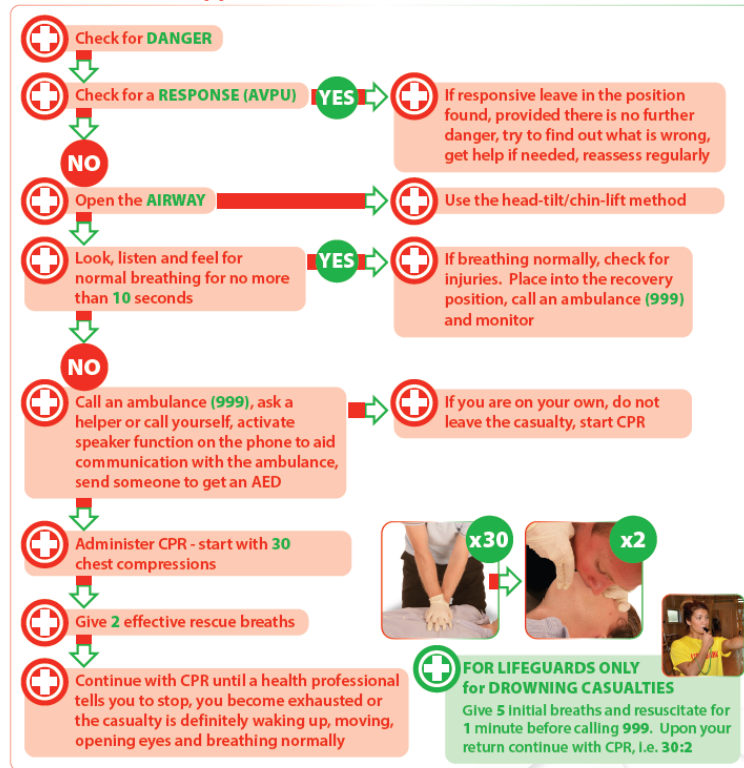 Check for DANGER
Check for a RESPONSE (AVPU)
YES
If responsive leave in the position
found, provided there is no further
danger, try to find out what is wrong,
get help if needed, reassess regularly
NO
Open the AIRWAY
Use the head-tilt/chin-lift method
Look, listen and feel for
normal breathing for no more
than 10 seconds
YES
If breathing normally, check for
injuries. Place into the recovery
position, call an ambulance (999)
and monitor
NO
Call an ambulance (999), ask a
helper or call yourself, activate
speaker function on the phone to aid
communication with the ambulance,
send someone to get an AED
If you are on your own, do not
leave the casualty, start CPR
Administer CPR - start with 30
chest compressions
x30
x2
Give 2 effective rescue breaths
Continue with CPR until a health professional
tells you to stop, you become exhausted or
the casualty is definitely waking up, moving,
opening eyes and breathing normally
FOR LIFEGUARDS ONLY
for DROWNING CASUALTIES
Give 5 initial breaths and resuscitate for
1 minute before calling 999. Upon your
return continue with CPR, i.e. 30:2